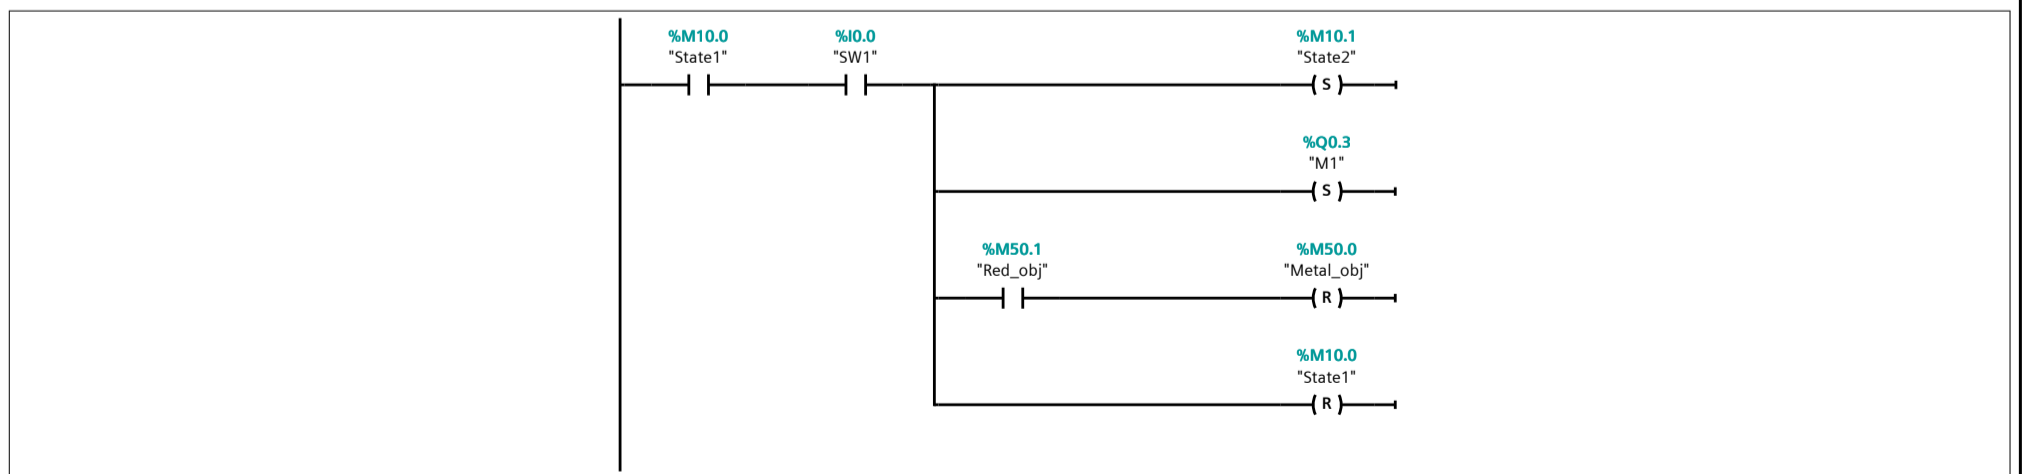 %M10.0
"State1"
%I0.0
"SW1"
%M10.1
"State2"
S
%Q0.3
"M1"
S
%M50.1
"Red_obj"
%M50.0
"Metal_obj"
R
%M10.0
"State1"
R